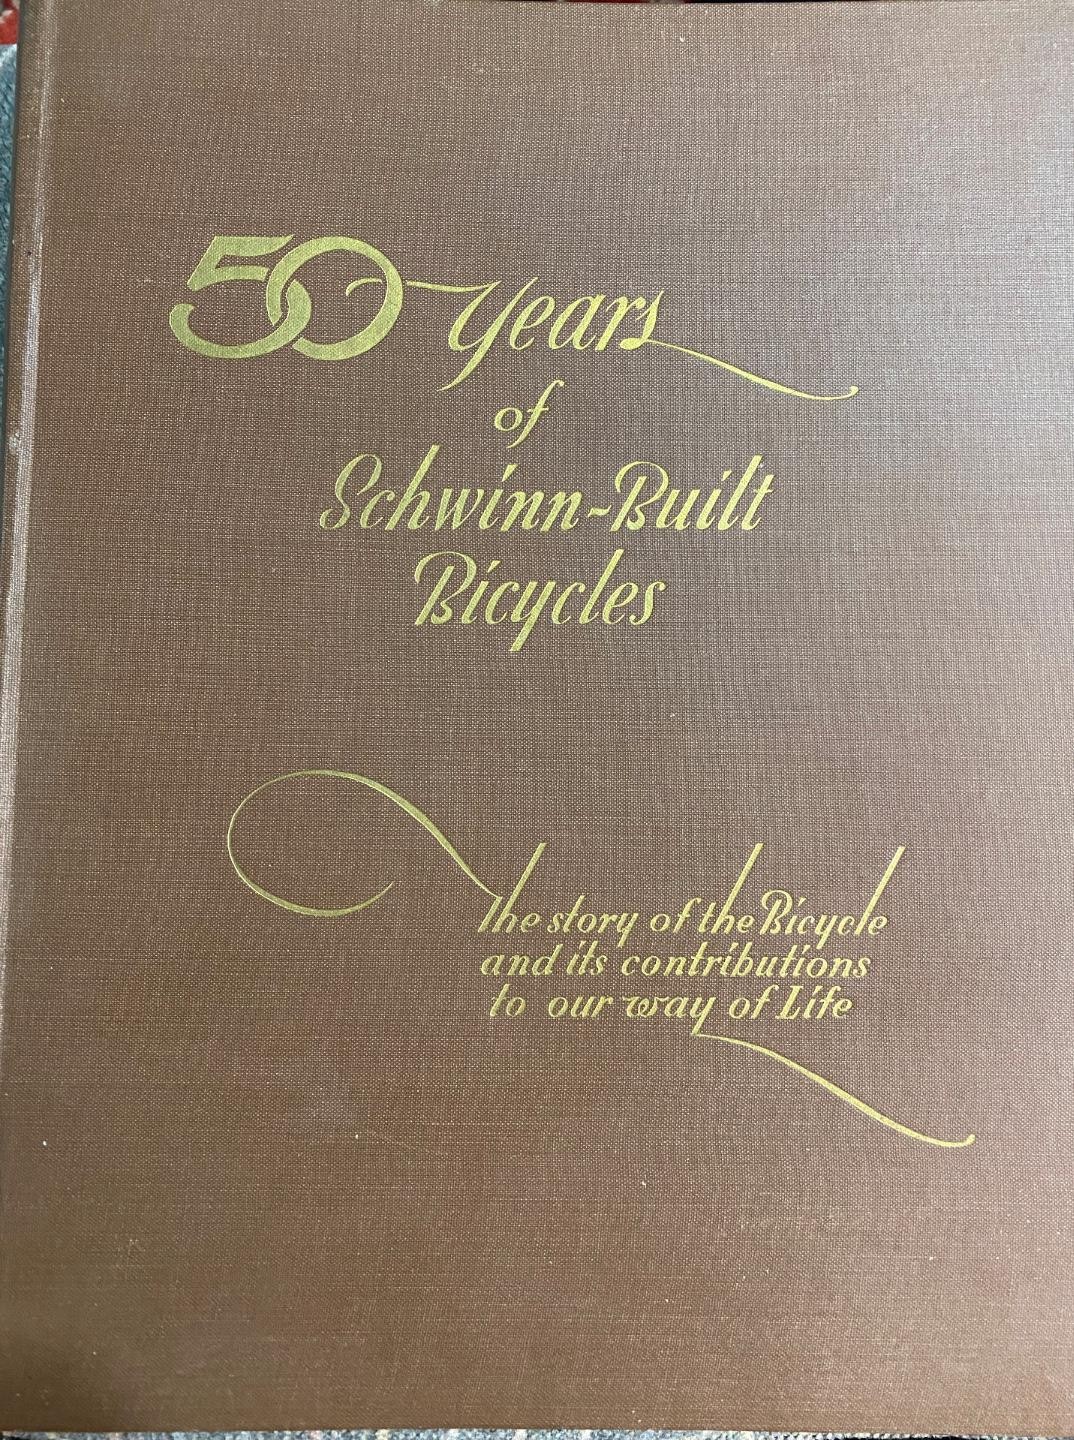 50 Years
of
Schwinn-Built
Bicycles
The story of the Bicycle
and its contributions
to our way of Life